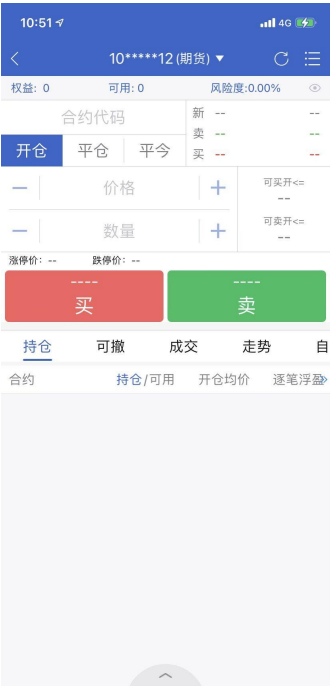 10:51 4G
10*****12 (期货) ▼
权益: 0 可用: 0 风险度:0.00%
合约代码 新 -- --
卖 -- --
开仓 平仓 平今 买 -- --
— 价格 + 可买开<=
--
— 数量 + 可卖开<=
--
涨停价: -- 跌停价: --
---- ----
买 卖
持仓 可撤 成交 走势 自
合约 持仓/可用 开仓均价 逐笔浮盈»